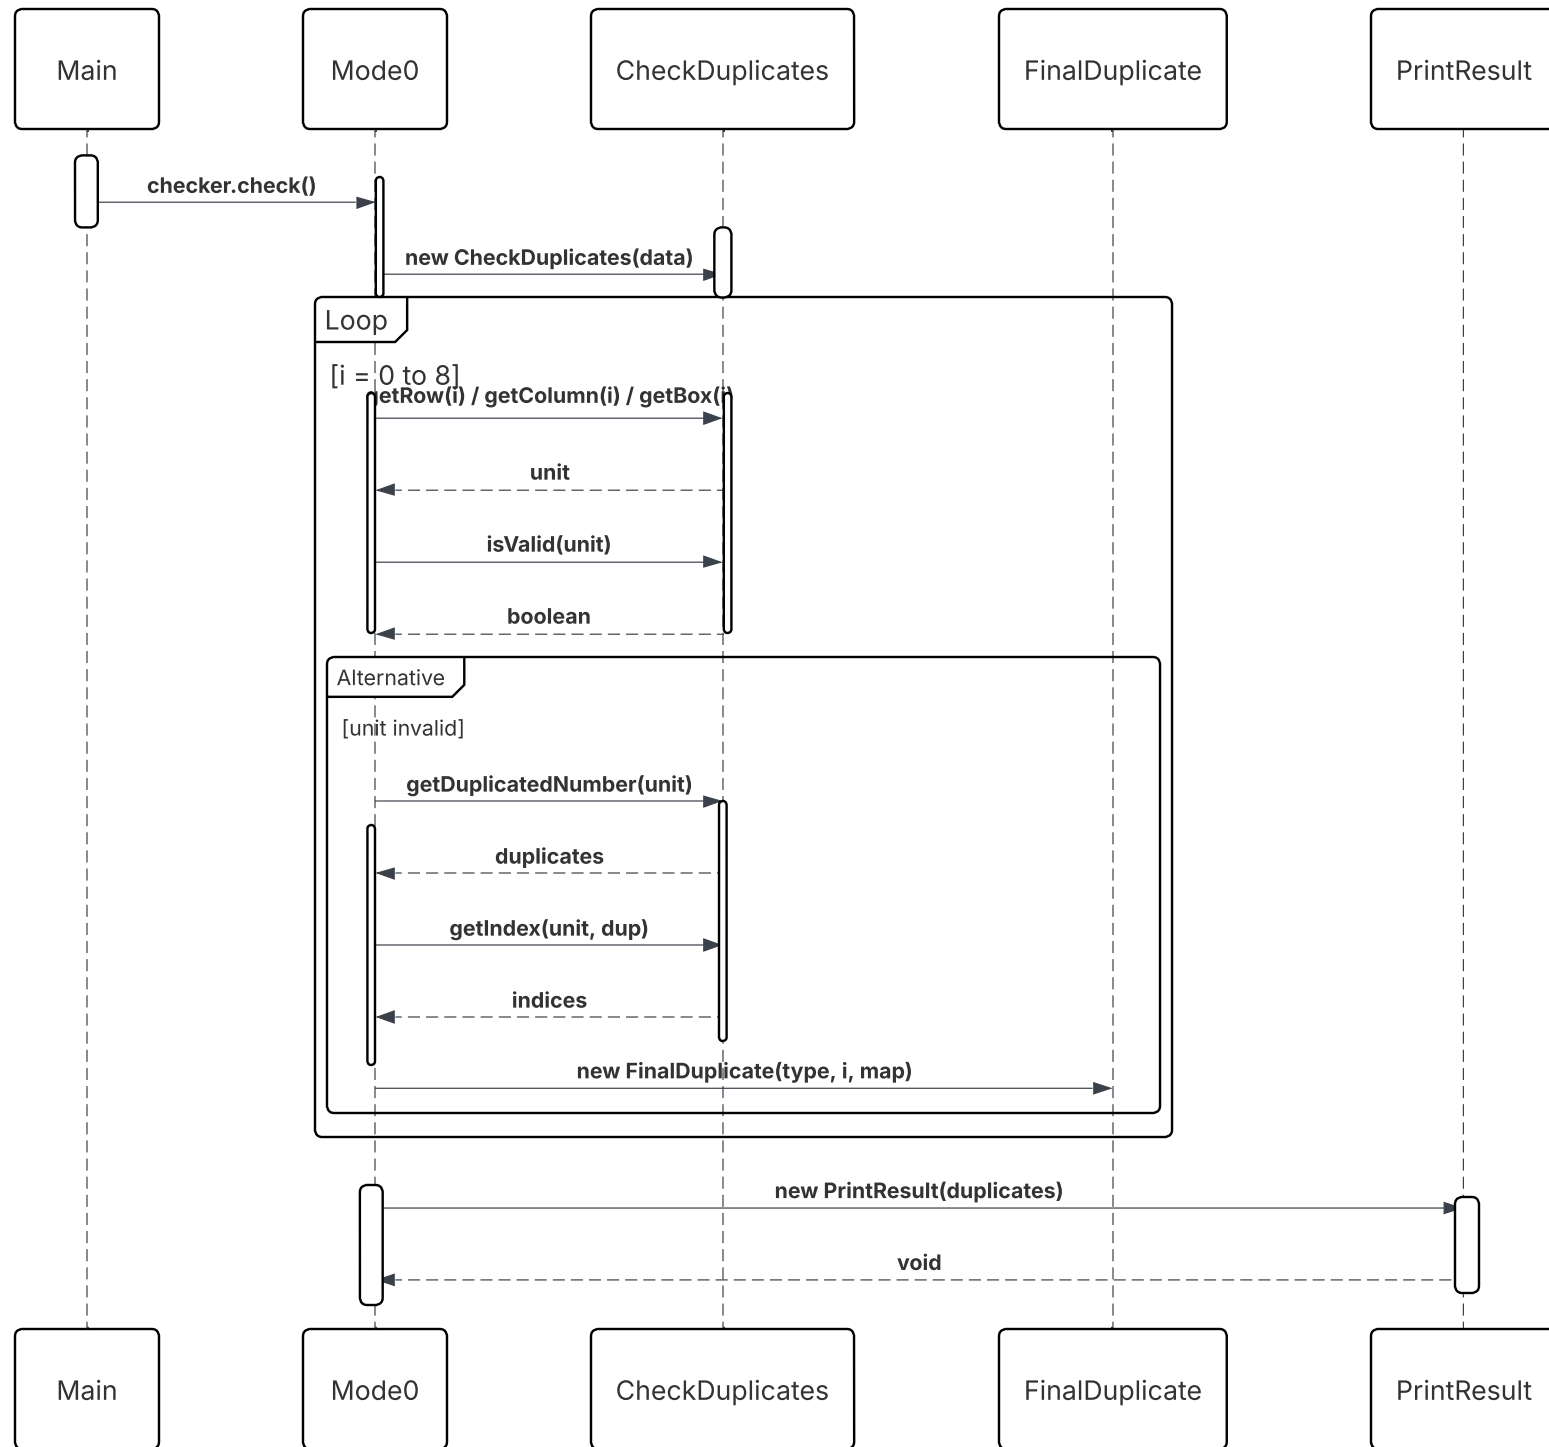 Main
Mode0
CheckDuplicates
FinalDuplicate
PrintResult
checker.check()
new CheckDuplicates(data)
Loop
[i = 0 to 8]
getRow(i) / getColumn(i) / getBox(i)
unit
isValid(unit)
boolean
Alternative
[unit invalid]
getDuplicatedNumber(unit)
duplicates
getIndex(unit, dup)
indices
new FinalDuplicate(type, i, map)
new PrintResult(duplicates)
void
Main
Mode0
CheckDuplicates
FinalDuplicate
PrintResult